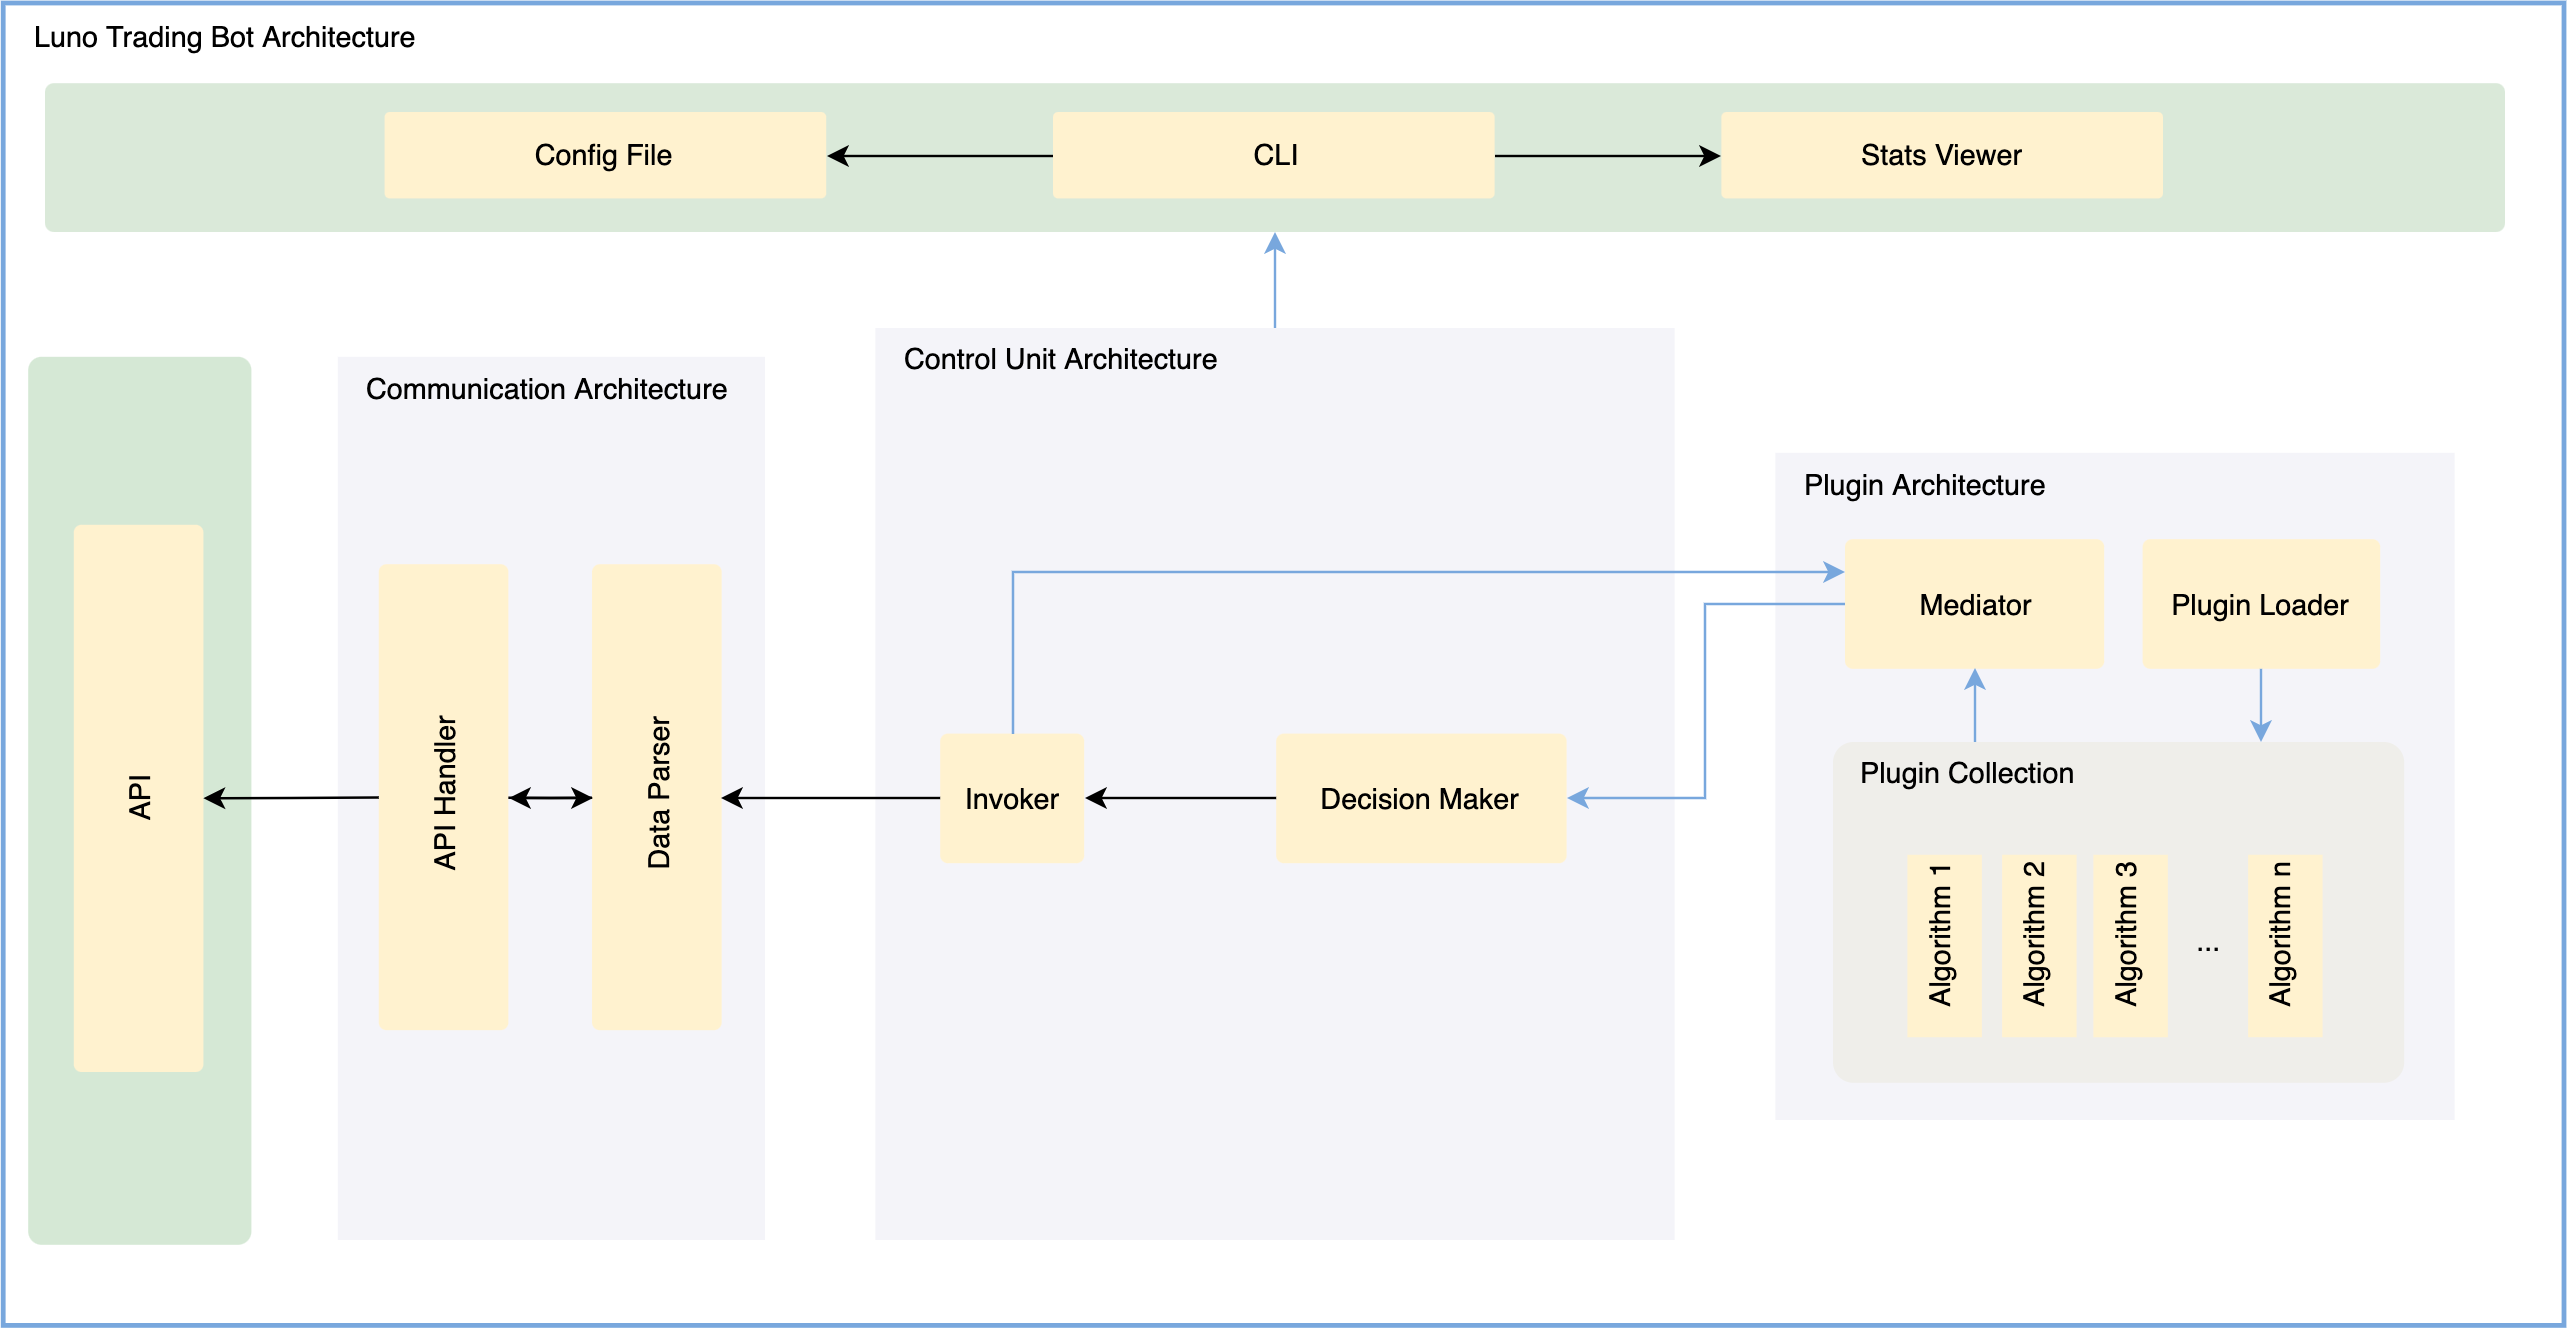 Luno Trading Bot Architecture
Config File
CLI
Stats Viewer
Control Unit Architecture
Communication Architecture
Plugin Architecture
Mediator
Plugin Loader
API
API Handler
Data Parser
Invoker
Decision Maker
Plugin Collection
Algorithm 1
Algorithm 2
Algorithm 3
...
Algorithm n